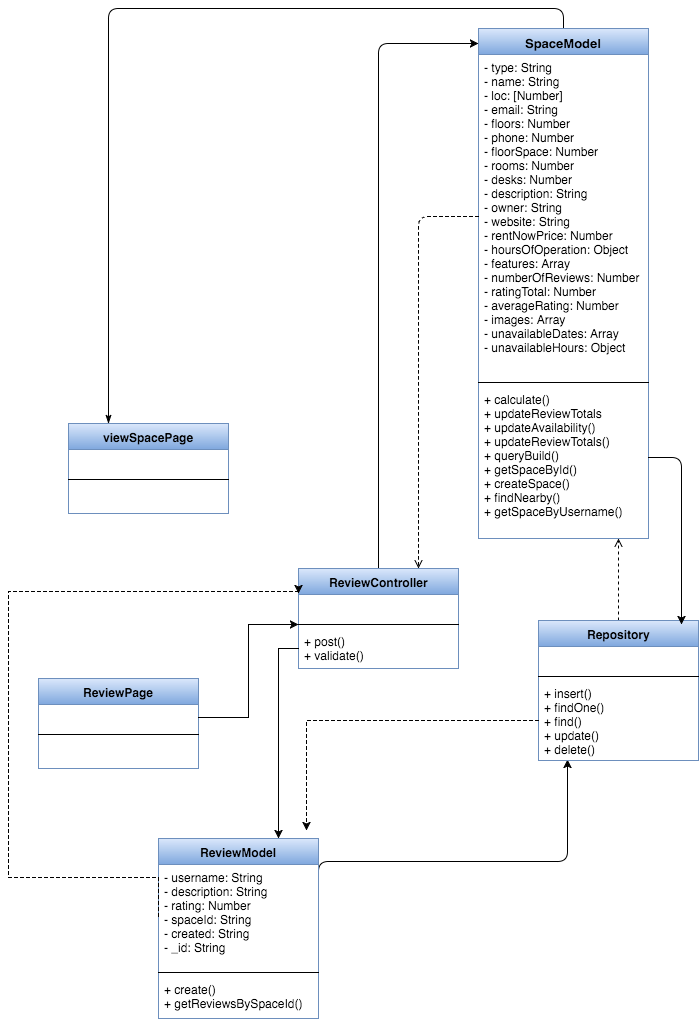 SpaceModel
- type: String
- name: String
- loc: [Number]
- email: String
- floors: Number
- phone: Number
- floorSpace: Number
- rooms: Number
- desks: Number
- description: String
- owner: String
- website: String
- rentNowPrice: Number
- hoursOfOperation: Object
- features: Array
- numberOfReviews: Number
- ratingTotal: Number
- averageRating: Number
- images: Array
- unavailableDates: Array
- unavailableHours: Object
+ calculate()
+ updateReviewTotals
+ updateAvailability()
+ updateReviewTotals()
+ queryBuild()
+ getSpaceById()
+ createSpace()
+ findNearby()
+ getSpaceByUsername()
viewSpacePage
ReviewController
+ post()
+ validate()
Repository
+ insert()
+ findOne()
+ find()
+ update()
+ delete()
ReviewPage
ReviewModel
- username: String
- description: String
- rating: Number
- spaceId: String
- created: String
- _id: String
+ create()
+ getReviewsBySpaceId()